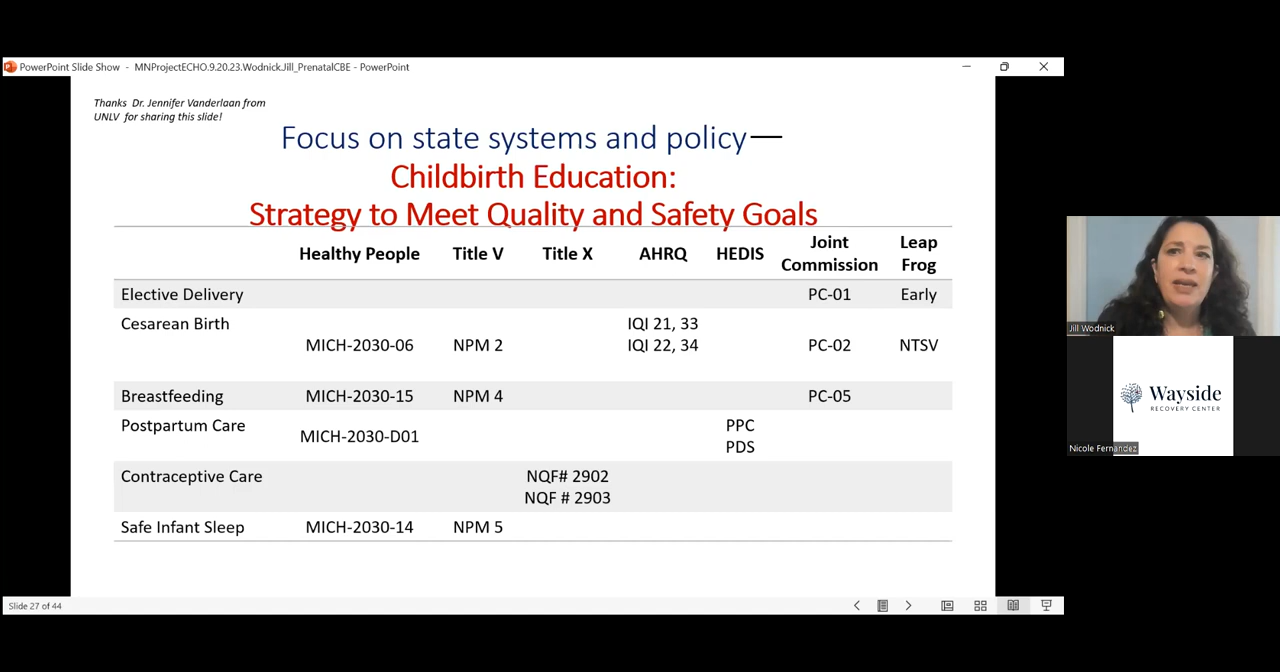 PowerPoint Slide Show - MNProjectECHO.9.20.23.Wodnick.Jill_PrenatalCBE - PowerPoint
Thanks Dr. Jennifer Vanderlaan from
UNLV for sharing this slide!
Focus on state systems and policy—
Childbirth Education:
Strategy to Meet Quality and Safety Goals
Healthy People Title V Title X AHRQ HEDIS Joint Commission Leap Frog
Elective Delivery PC-01 Early
Cesarean Birth IQI 21, 33
MICH-2030-06 NPM 2 IQI 22, 34 PC-02 NTSV
Breastfeeding MICH-2030-15 NPM 4 PC-05
Postpartum Care MICH-2030-D01 PPC
PDS
Contraceptive Care NQF# 2902
NQF # 2903
Safe Infant Sleep MICH-2030-14 NPM 5
Slide 27 of 44
Jill Wodnick
Wayside
RECOVERY CENTER
Nicole Fernandez